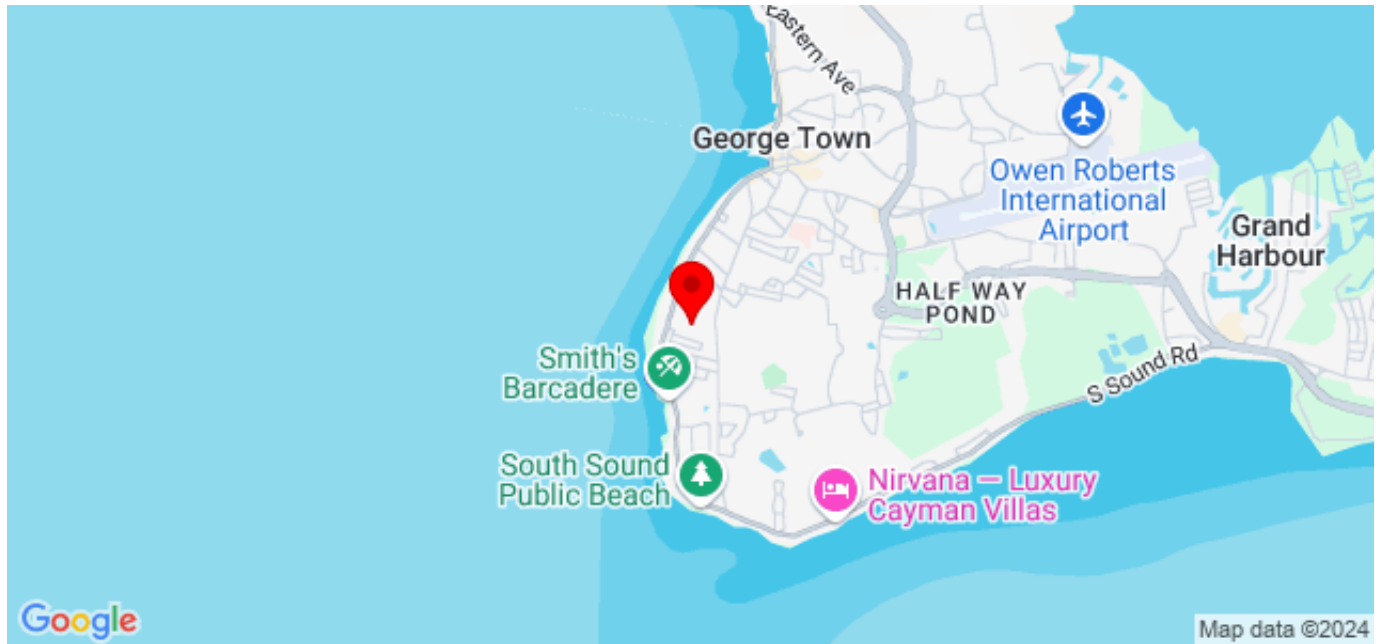 Eastern Ave
George Town
Owen Roberts
International
Airport
Grand
Harbour
HALF WAY
POND
Smith's
Barcadere
S Sound Rd
South Sound
Public Beach
Nirvana — Luxury
Cayman Villas
Google
Map data ©2024